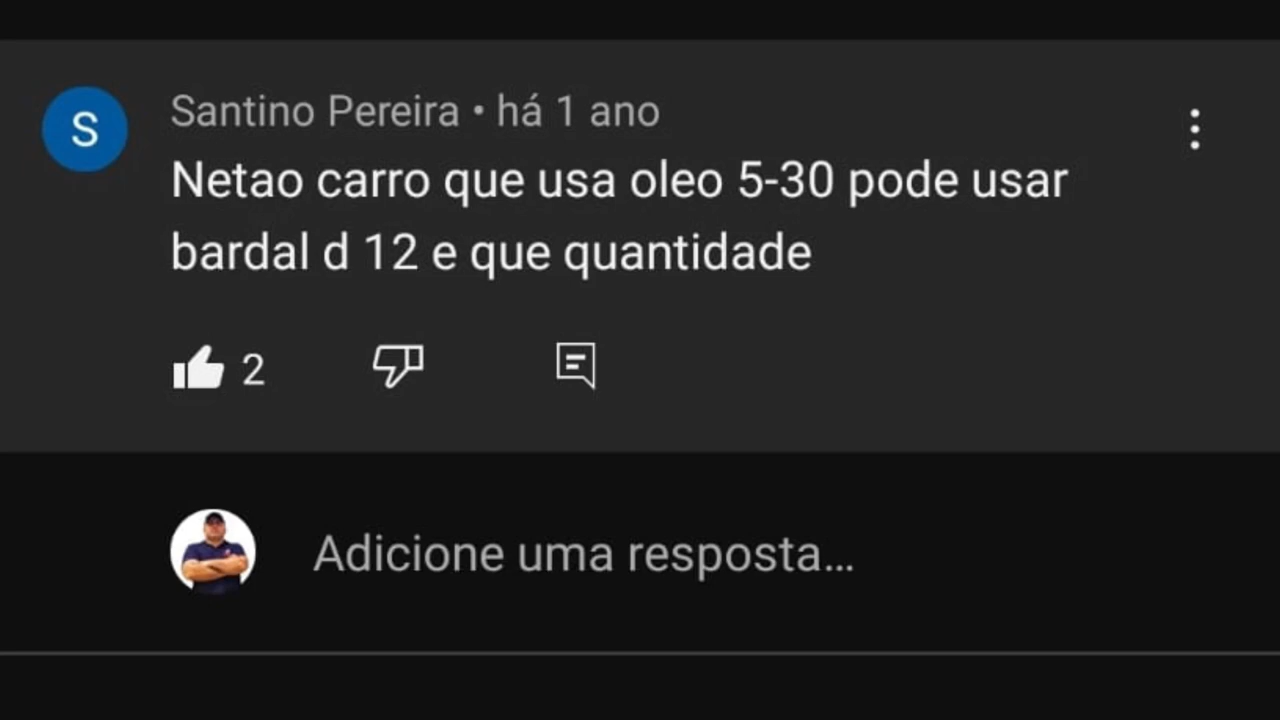 S
Santino Pereira • há 1 ano
Netao carro que usa oleo 5-30 pode usar
bardal d 12 e que quantidade
2
Adicione uma resposta...